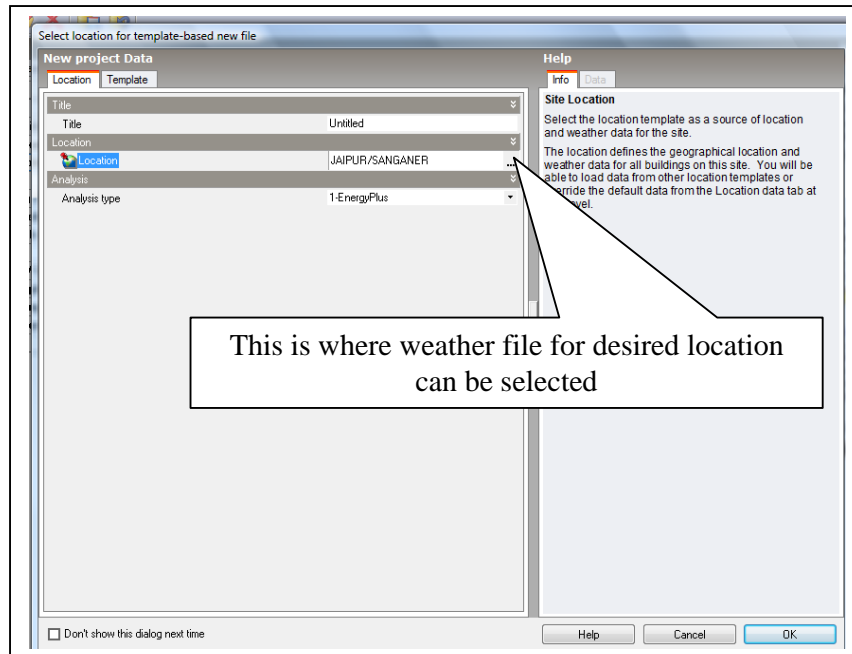 Select location for template-based new file
New project Data
Location Template
Title
Title Untitled
Location
Location JAIPUR/SANGANER ...
Analysis
Analysis type 1-EnergyPlus
Help
Info Data
Site Location
Select the location template as a source of location
and weather data for the site.
The location defines the geographical location and
weather data for all buildings on this site. You will be
able to load data from other location templates or
the default data from the Location data tab at
This is where weather file for desired location
can be selected
Don't show this dialog next time
Help Cancel OK